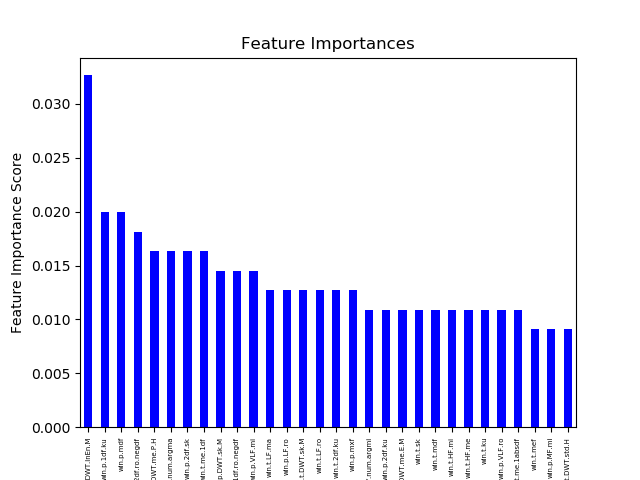 Feature Importances
Feature Importance Score
0.030
0.025
0.020
0.015
0.010
0.005
0.000
DWT.lnEn.M
win.p.1df.ku
win.p.mdf
2df.ro.negdf
DWT.me.P.H
.num.argma
win.p.2df.sk
win.t.me.1df
p.DWT.sk.M
1df.ro.negdf
win.p.VLF.mi
win.t.LF.ma
win.p.LF.ro
t.DWT.sk.M
win.t.LF.ro
win.t.2df.ku
win.p.mxf
.num.argmi
win.p.2df.ku
DWT.me.E.M
win.t.sk
win.t.mdf
win.t.HF.mi
win.t.HF.me
win.t.ku
win.p.VLF.ro
t.me.1absdf
win.t.mef
win.p.MF.mi
t.DWT.std.H